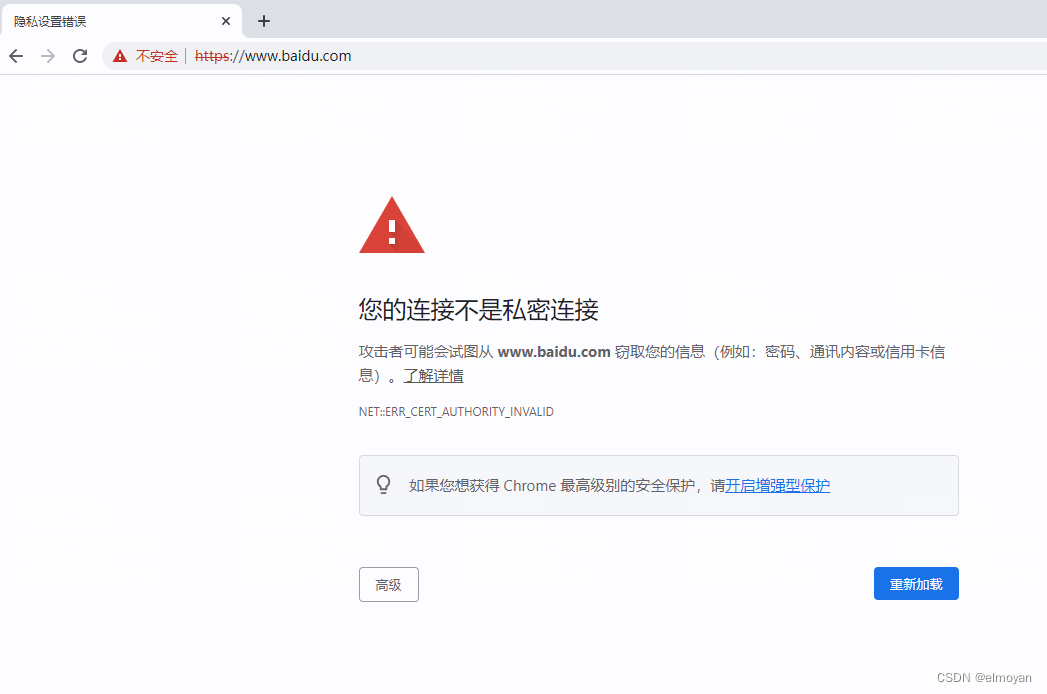 隐私设置错误
不安全 https://www.baidu.com
您的连接不是私密连接
攻击者可能会试图从 www.baidu.com 窃取您的信息（例如：密码、通讯内容或信用卡信
息）。了解详情
NET::ERR_CERT_AUTHORITY_INVALID
如果您想获得 Chrome 最高级别的安全保护，请开启增强型保护
高级
重新加载
CSDN @elmoyan